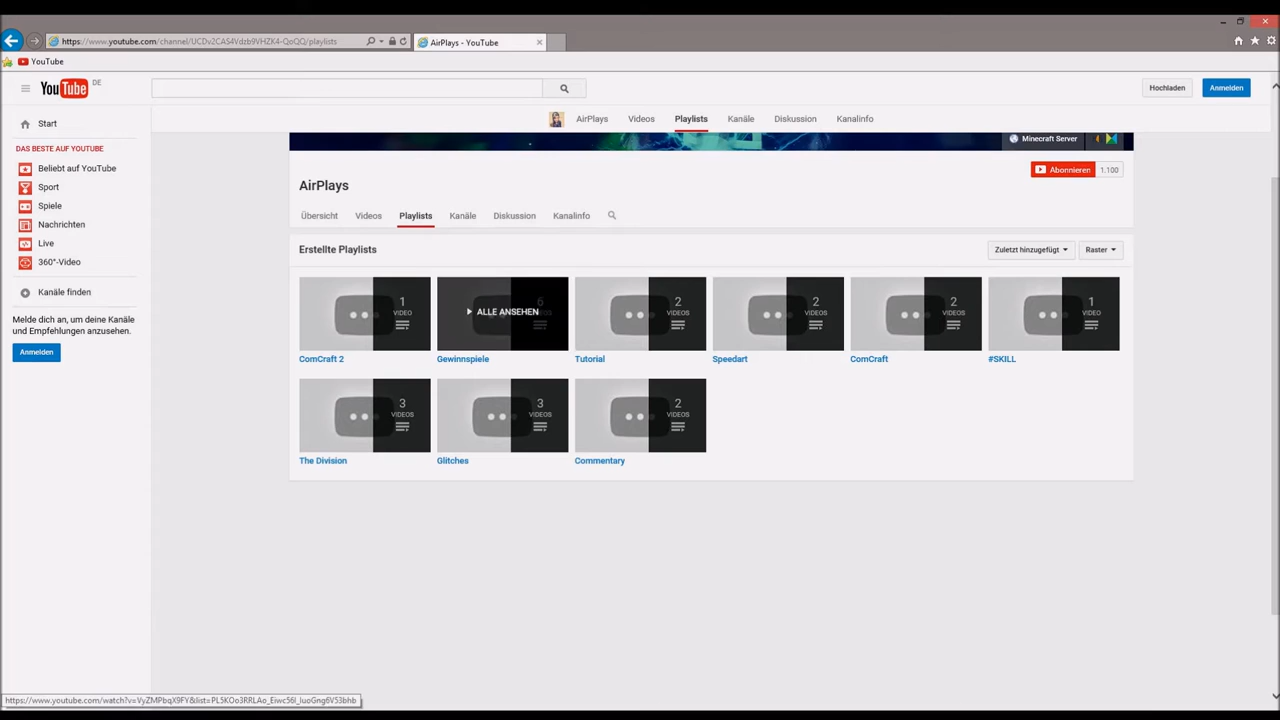 https://www.youtube.com/channel/UCDv2CAS4Vdzb9VHZK4-QoQQ/playlists
AirPlays - YouTube
YouTube
YouTube DE
Hochladen
Anmelden
AirPlays
Videos
Playlists
Kanäle
Diskussion
Kanalinfo
Start
DAS BESTE AUF YOUTUBE
Beliebt auf YouTube
Sport
Spiele
Nachrichten
Live
360°-Video
Kanäle finden
Melde dich an, um deine Kanäle
und Empfehlungen anzusehen.
Anmelden
Minecraft Server
AirPlays
Abonnieren 1.100
Übersicht
Videos
Playlists
Kanäle
Diskussion
Kanalinfo
Erstellte Playlists
Zuletzt hinzugefügt
Raster
1
VIDEO
ComCraft 2
6
ALLE ANSEHEN
Gewinnspiele
2
VIDEOS
Tutorial
2
VIDEOS
Speedart
2
VIDEOS
ComCraft
1
VIDEO
#SKILL
3
VIDEOS
The Division
3
VIDEOS
Glitches
2
VIDEOS
Commentary